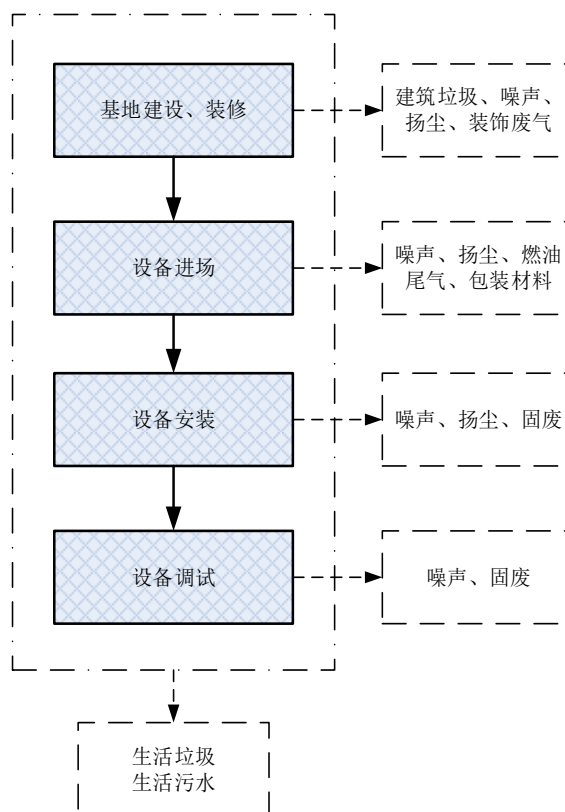 基地建设、装修
建筑垃圾、噪声、
扬尘、装饰废气
设备进场
噪声、扬尘、燃油
尾气、包装材料
设备安装
噪声、扬尘、固废
设备调试
噪声、固废
生活垃圾
生活污水